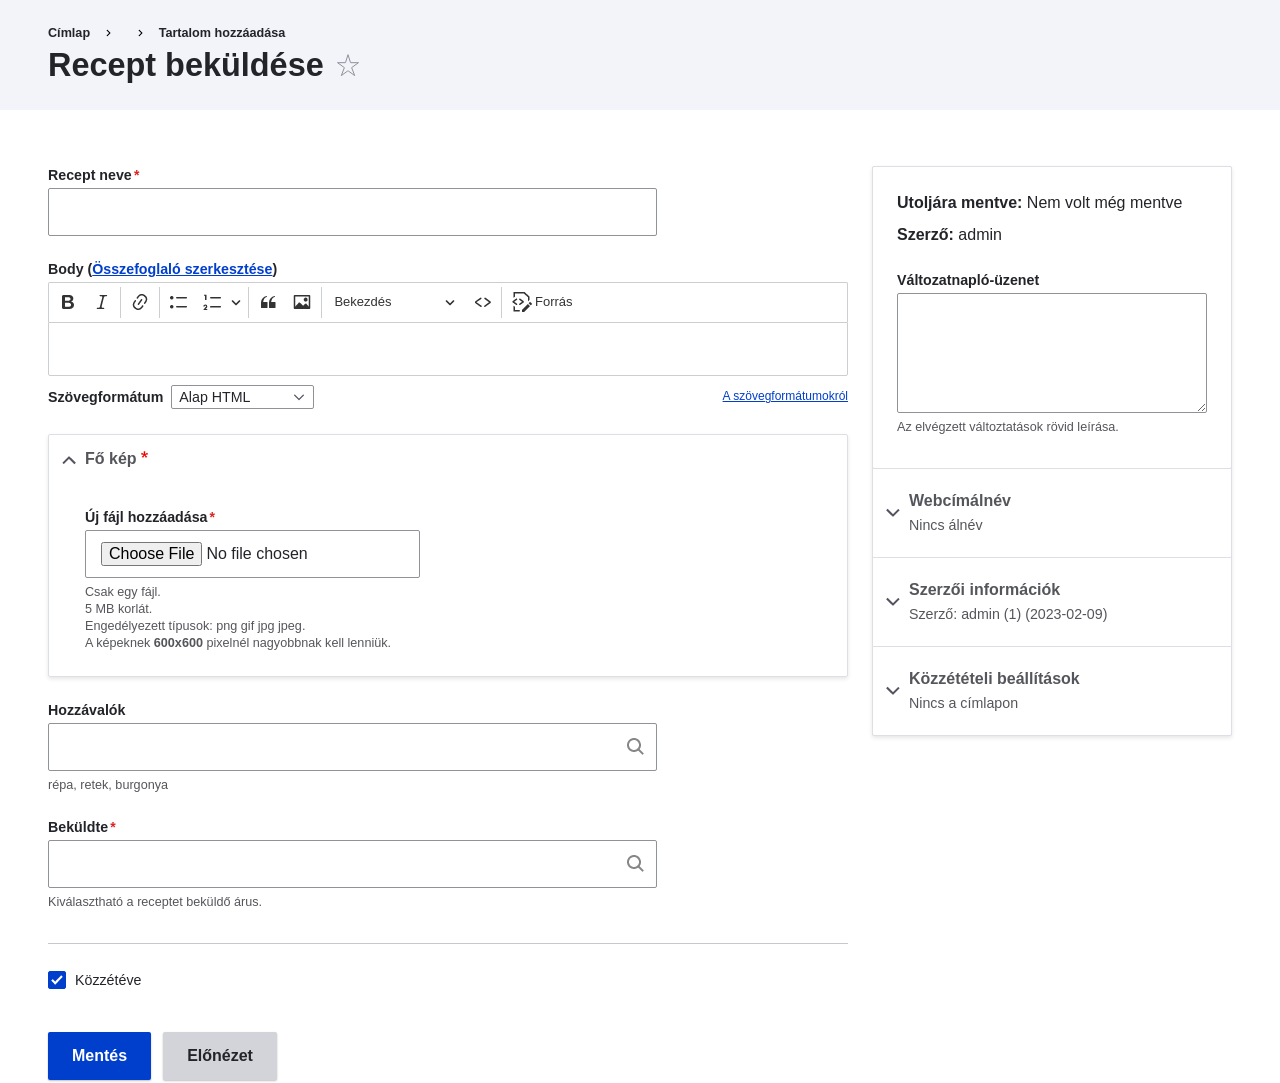 Címlap
Tartalom hozzáadása
Recept beküldése
Recept neve*
Body (Összefoglaló szerkesztése)
Bekezdés
Forrás
Szövegformátum
Alap HTML
A szövegformátumokról
Fő kép *
Új fájl hozzáadása*
Choose File No file chosen
Csak egy fájl.
5 MB korlát.
Engedélyezett típusok: png gif jpg jpeg.
A képeknek 600x600 pixelnél nagyobbnak kell lenniük.
Hozzávalók
répa, retek, burgonya
Beküldte*
Kiválasztható a receptet beküldő árus.
Közzétéve
Mentés
Előnézet
Utoljára mentve: Nem volt még mentve
Szerző: admin
Változatnapló-üzenet
Az elvégzett változtatások rövid leírása.
Webcímálnév
Nincs álnév
Szerzői információk
Szerző: admin (1) (2023-02-09)
Közzétételi beállítások
Nincs a címlapon